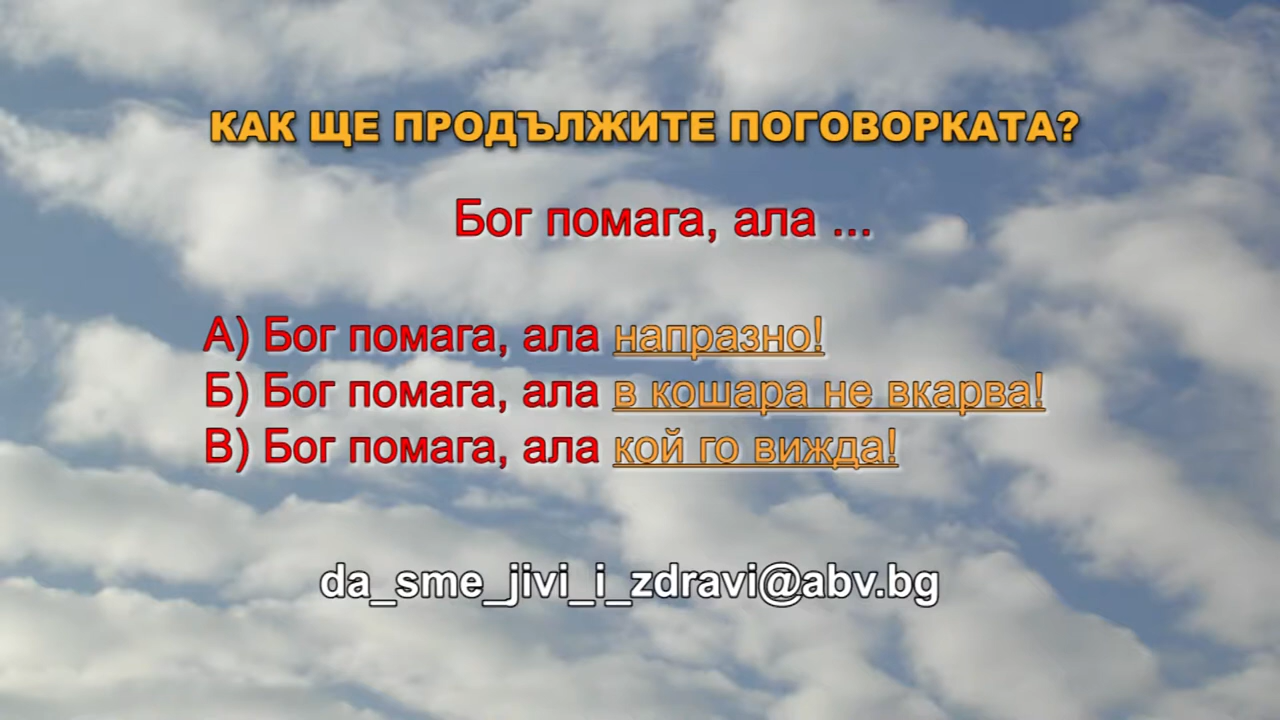 КАК ЩЕ ПРОДЪЛЖИТЕ ПОГОВОРКАТА?
Бог помага, ала ...
А) Бог помага, ала напразно!
Б) Бог помага, ала в кошара не вкарва!
В) Бог помага, ала кой го вижда!
da_sme_jivi_i_zdravi@abv.bg